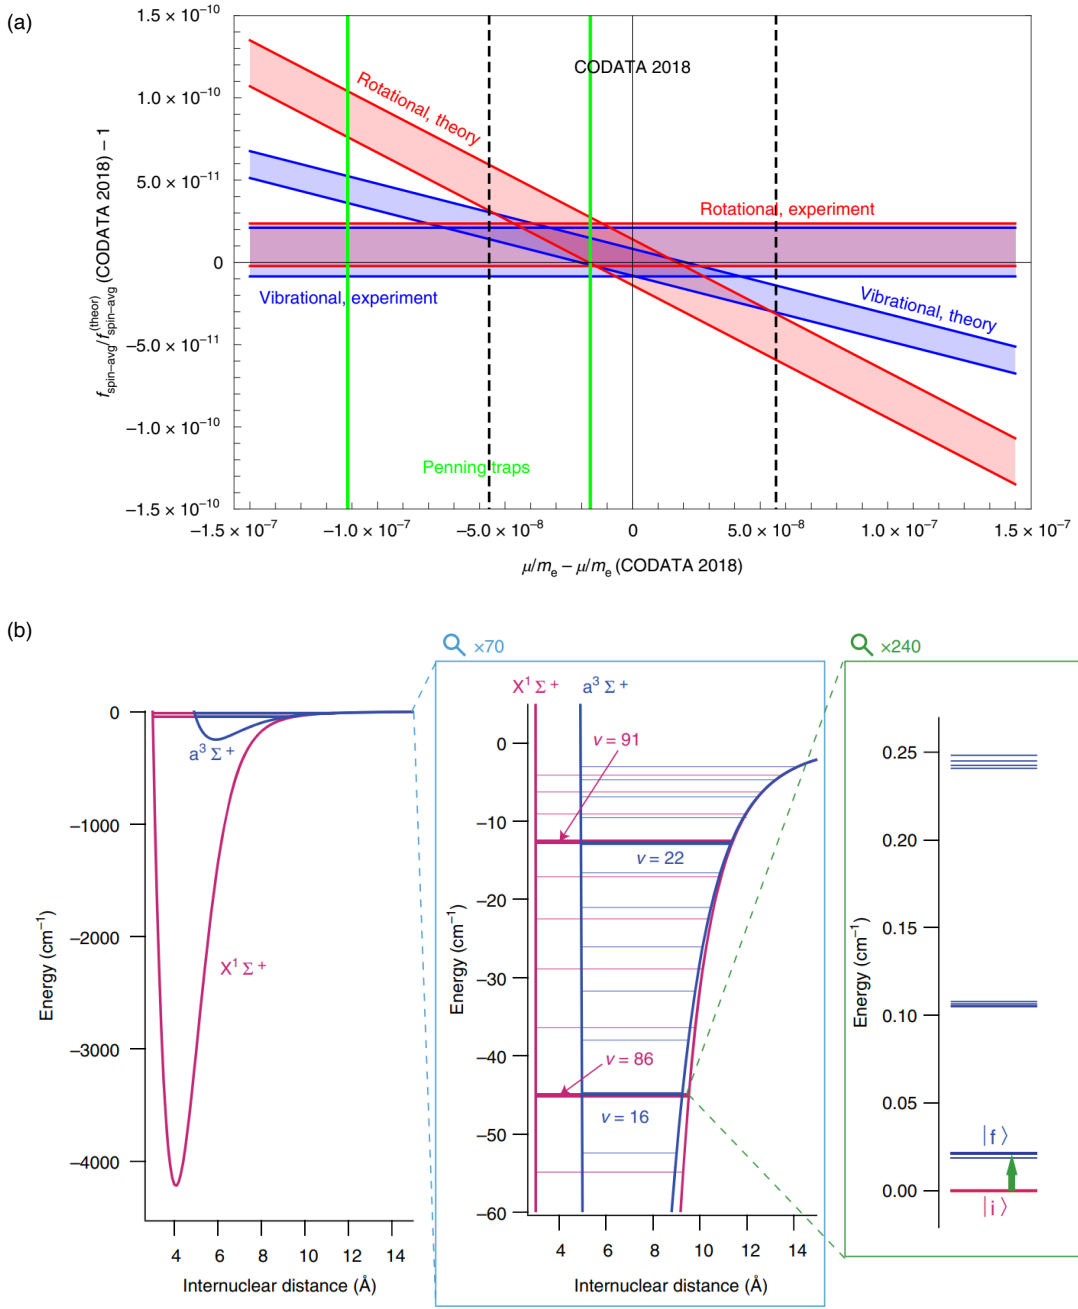 (a)
1.5 × 10⁻¹⁰
1.0 × 10⁻¹⁰
5.0 × 10⁻¹¹
0
−5.0 × 10⁻¹¹
−1.0 × 10⁻¹⁰
−1.5 × 10⁻¹⁰
f_spin–avg^(theor)/f_spin–avg (CODATA 2018) − 1
CODATA 2018
Rotational, theory
Rotational, experiment
Vibrational, experiment
Vibrational, theory
Penning traps
−1.5 × 10⁻⁷
−1.0 × 10⁻⁷
−5.0 × 10⁻⁸
0
5.0 × 10⁻⁸
1.0 × 10⁻⁷
1.5 × 10⁻⁷
μ/mₑ − μ/mₑ (CODATA 2018)
(b)
0
−1000
−2000
−3000
−4000
Energy (cm⁻¹)
a³Σ⁺
X¹Σ⁺
4 6 8 10 12 14
Internuclear distance (Å)
×70
X¹Σ⁺ a³Σ⁺
0
−10
−20
−30
−40
−50
−60
Energy (cm⁻¹)
v = 91
v = 22
v = 86
v = 16
4 6 8 10 12 14
Internuclear distance (Å)
×240
0.25
0.20
0.15
0.10
0.05
0.00
Energy (cm⁻¹)
|f⟩
|i⟩